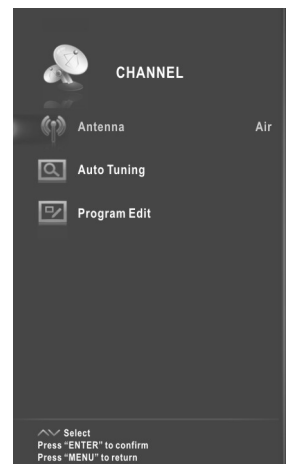 CHANNEL
Antenna Air
Auto Tuning
Program Edit
Select
Press “ENTER” to confirm
Press “MENU” to return